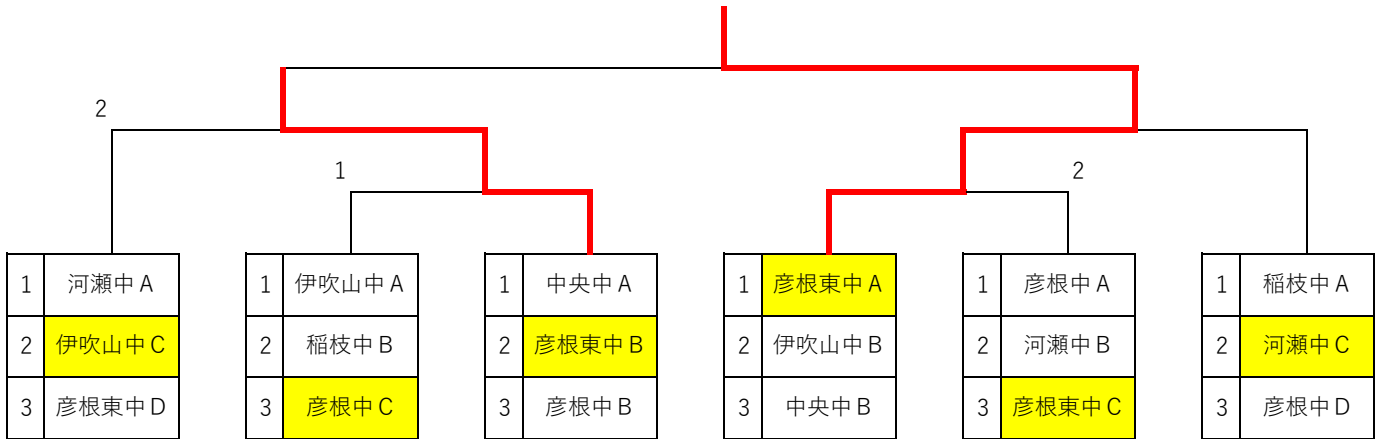 2
1
2
1 河瀬中A 1 伊吹山中A 1 中央中A 1 彦根東中A 1 彦根中A 1 稲枝中A
2 伊吹山中C 2 稲枝中B 2 彦根東中B 2 伊吹山中B 2 河瀬中B 2 河瀬中C
3 彦根東中D 3 彦根中C 3 彦根中B 3 中央中B 3 彦根東中C 3 彦根中D